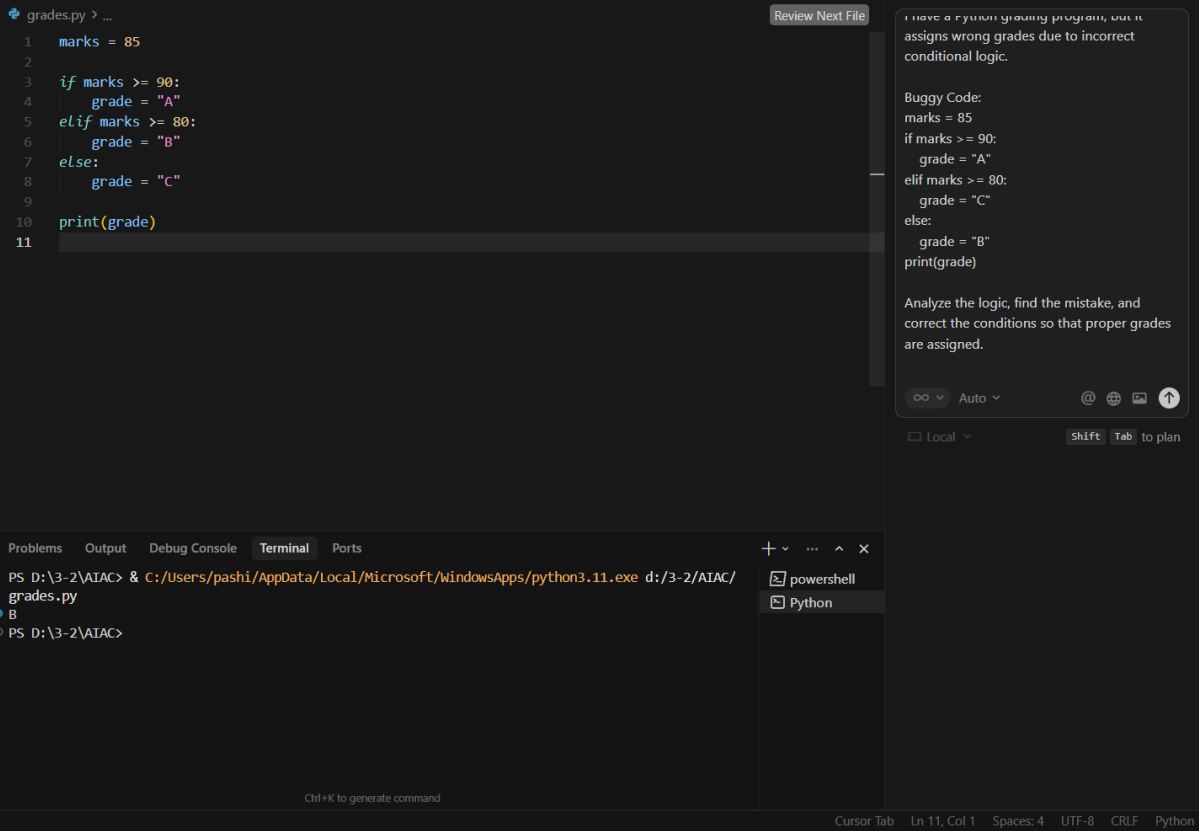 grades.py > ...
Review Next File
1 marks = 85
2
3 if marks >= 90:
4     grade = "A"
5 elif marks >= 80:
6     grade = "B"
7 else:
8     grade = "C"
9
10 print(grade)
11
I have a Python grading program, but it
assigns wrong grades due to incorrect
conditional logic.
Buggy Code:
marks = 85
if marks >= 90:
    grade = "A"
elif marks >= 80:
    grade = "C"
else:
    grade = "B"
print(grade)
Analyze the logic, find the mistake, and
correct the conditions so that proper grades
are assigned.
∞ Auto @
Local Shift Tab to plan
Problems Output Debug Console Terminal Ports
PS D:\3-2\AIAC> & C:/Users/pashi/AppData/Local/Microsoft/WindowsApps/python3.11.exe d:/3-2/AIAC/
grades.py
B
PS D:\3-2\AIAC>
powershell
Python
Ctrl+K to generate command
Cursor Tab Ln 11, Col 1 Spaces: 4 UTF-8 CRLF Python